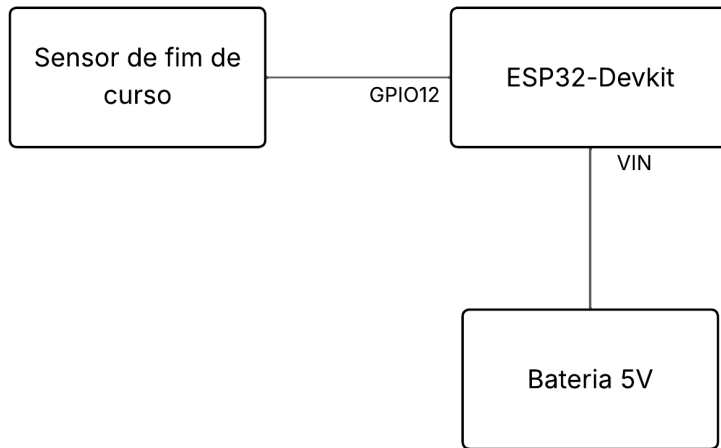 Sensor de fim de
curso
GPIO12
ESP32-Devkit
VIN
Bateria 5V